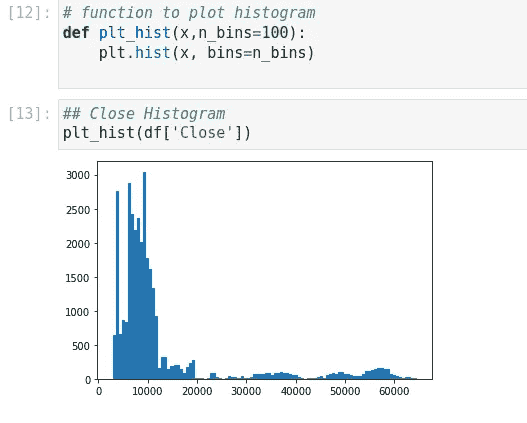 [12]: # function to plot histogram
def plt_hist(x,n_bins=100):
    plt.hist(x, bins=n_bins)
[13]: ## Close Histogram
plt_hist(df['Close'])
3000
2500
2000
1500
1000
500
0
0 10000 20000 30000 40000 50000 60000